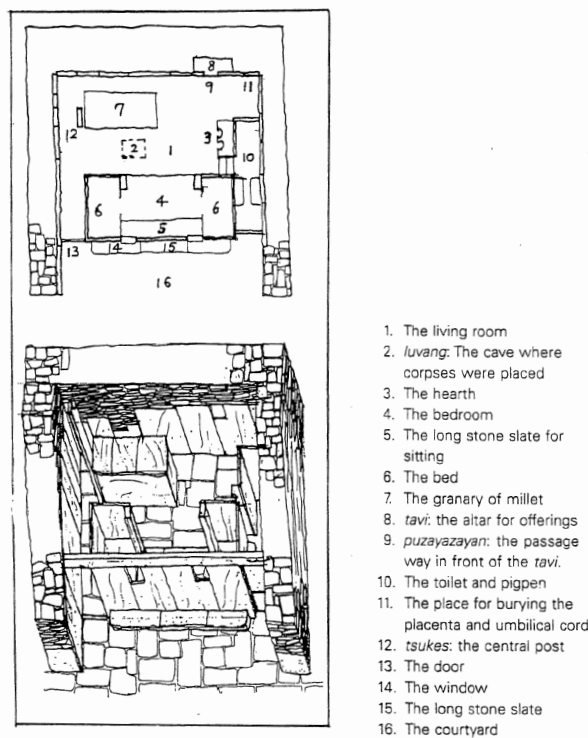 8
9
11
7
12
2
1
3
10
6
4
6
5
13
14
15
16
1. The living room
2. luvang: The cave where
corpses were placed
3. The hearth
4. The bedroom
5. The long stone slate for
sitting
6. The bed
7. The granary of millet
8. tavi: the altar for offerings
9. puzayazayan: the passage
way in front of the tavi.
10. The toilet and pigpen
11. The place for burying the
placenta and umbilical cord
12. tsukes: the central post
13. The door
14. The window
15. The long stone slate
16. The courtyard